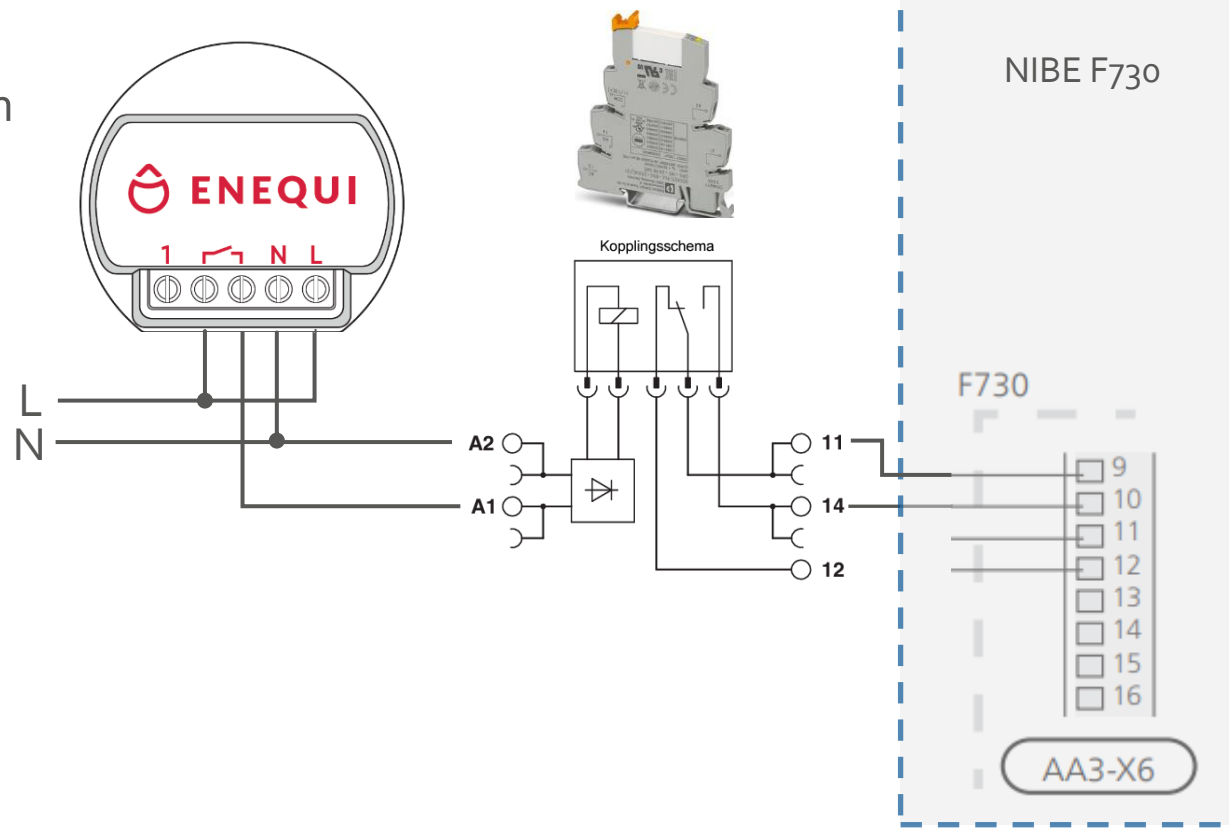 n
ENEQUI
1 N L
L
N
Kopplingsschema
A2
A1
11
14
12
NIBE F730
F730
9
10
11
12
13
14
15
16
AA3-X6